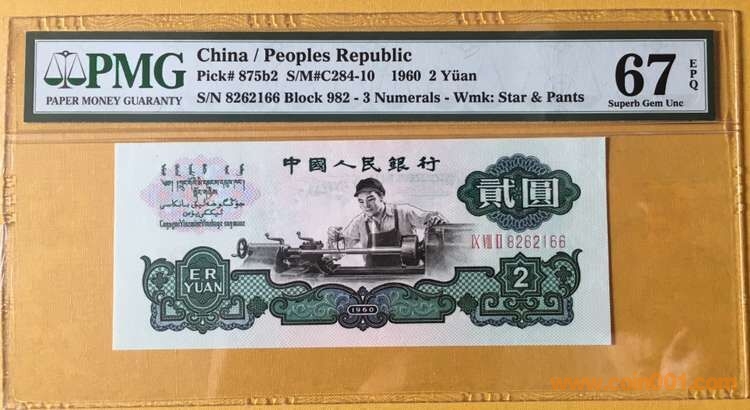 PMG
PAPER MONEY GUARANTY
China / Peoples Republic
Pick# 875b2 S/M#C284-10 1960 2 Yüan
S/N 8262166 Block 982 - 3 Numerals - Wmk: Star & Pants
67
EPQ
Superb Gem Unc
中國人民銀行
貳圓
ⅨⅧⅡ 8262166
ER
YUAN
2
1960